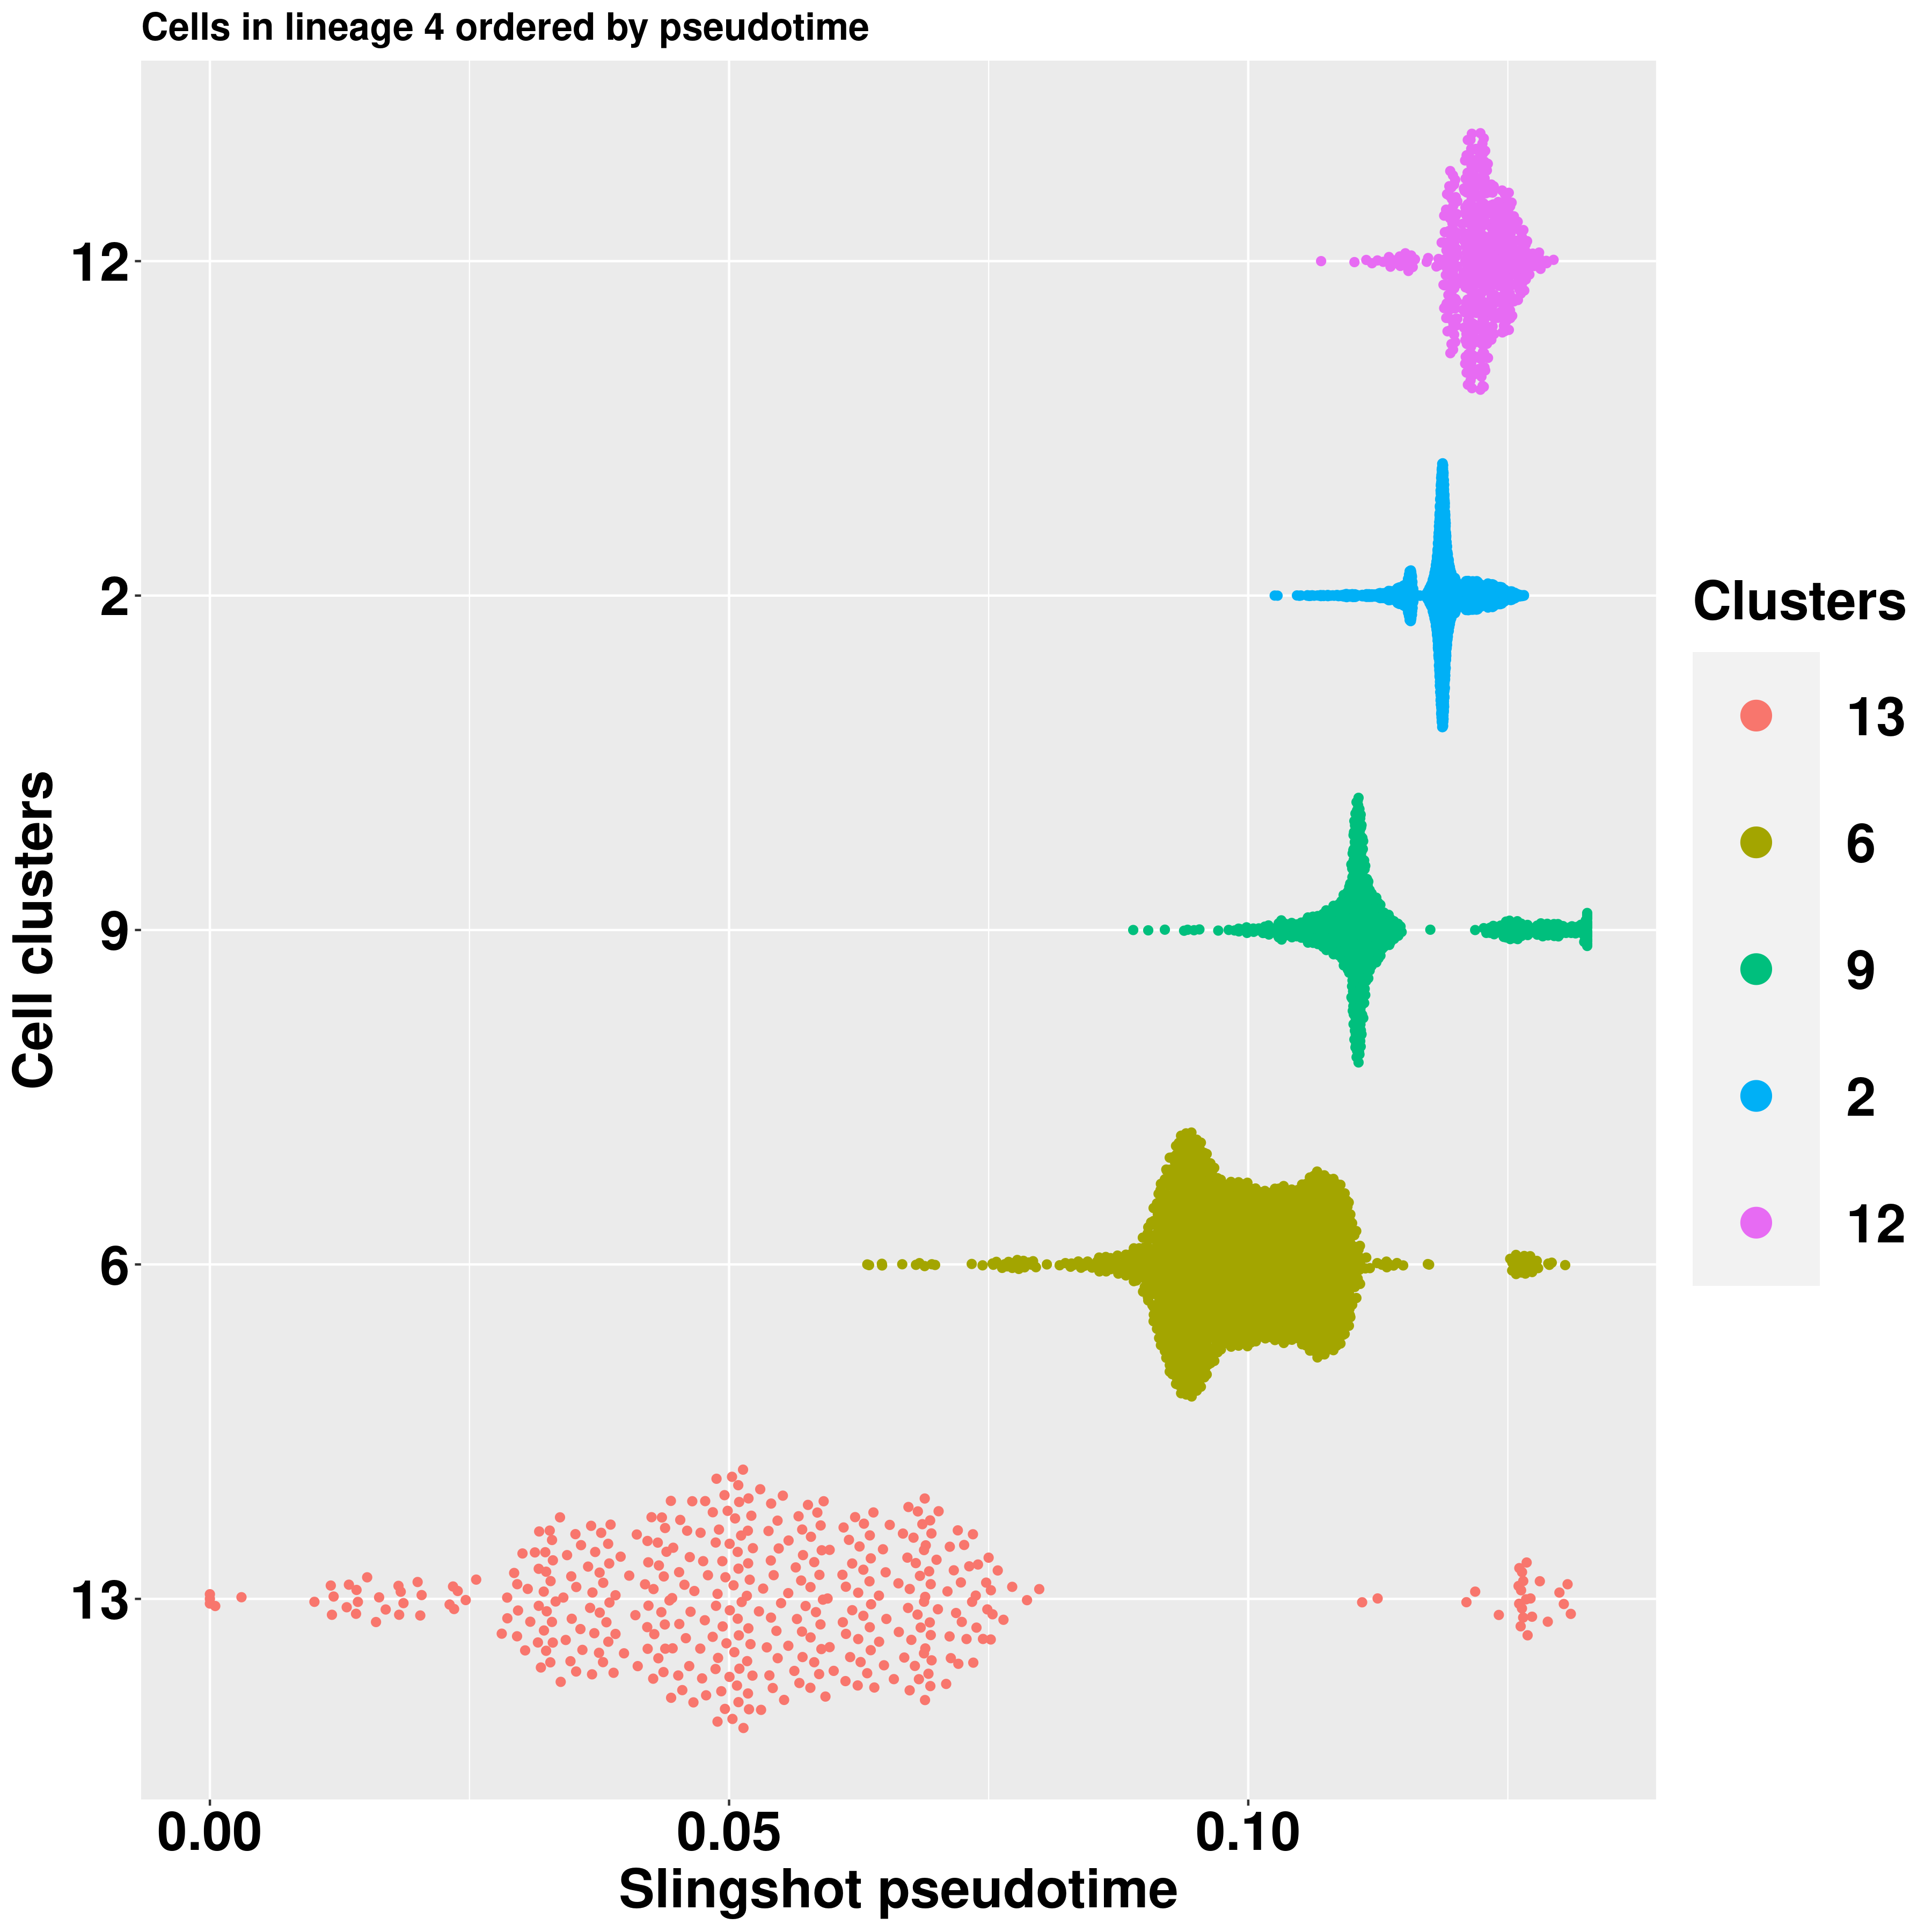 Cells in lineage 4 ordered by pseudotime
Cell clusters
12
2
9
6
13
0.00 0.05 0.10
Slingshot pseudotime
Clusters
13
6
9
2
12